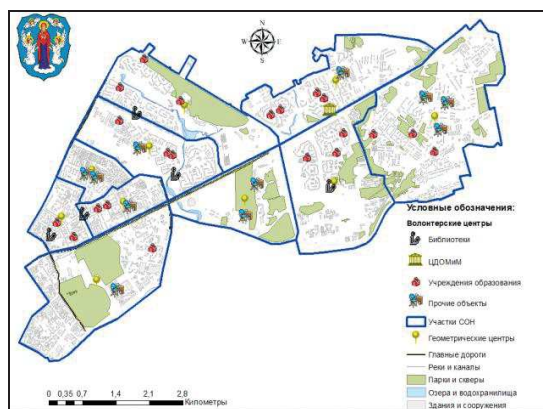 N
W E
S
Условные обозначения:
Волонтерские центры
Библиотеки
ЦДОМиМ
Учреждения образования
Прочие объекты
Участки СОН
Геометрические центры
Главные дороги
Реки и каналы
Парки и скверы
Озера и водохранилища
Здания и сооружения
0 0,35 0,7 1,4 2,1 2,8
Километры